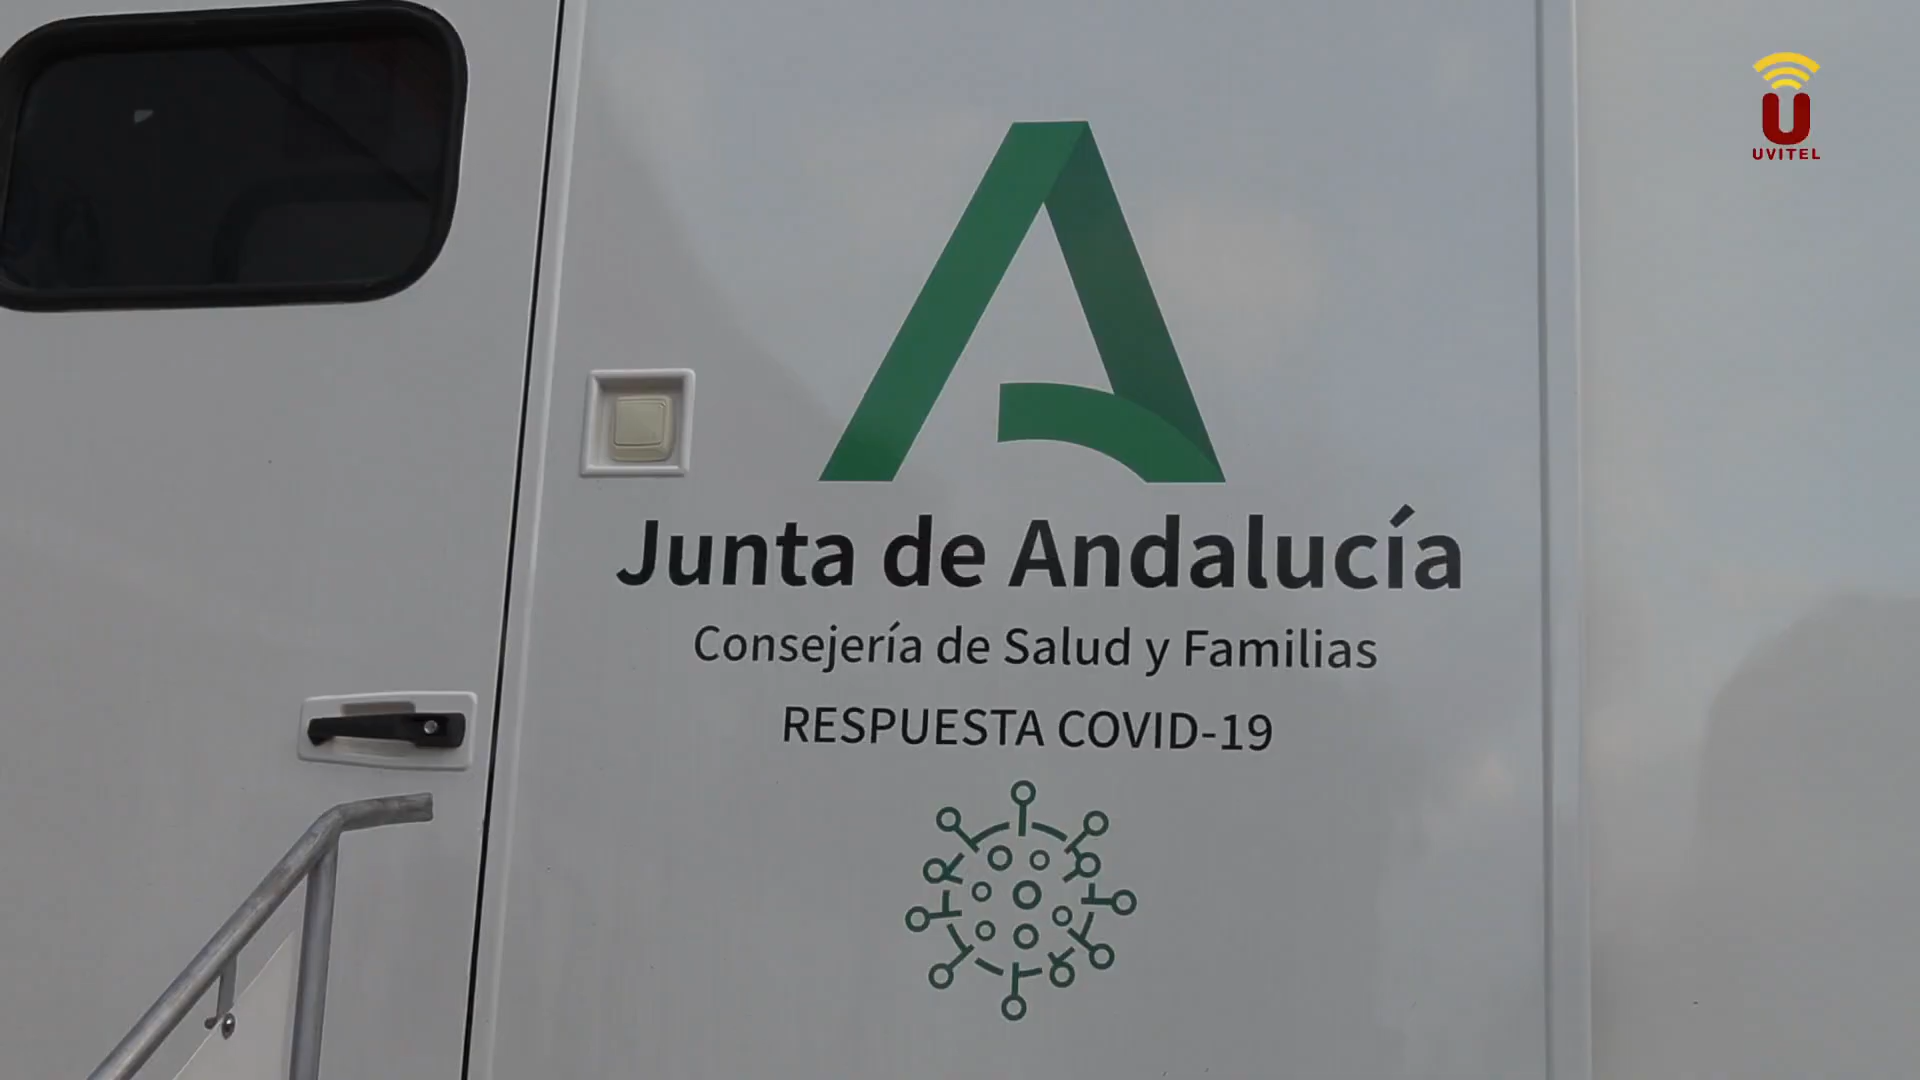 U
UVITEL
Junta de Andalucía
Consejería de Salud y Familias
RESPUESTA COVID-19